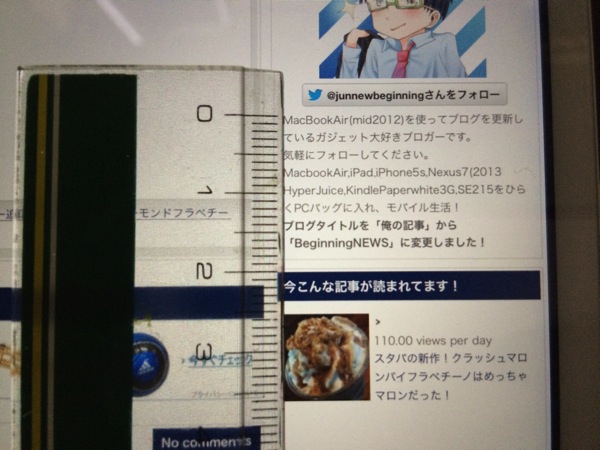 @junnewbeginningさんをフォロー
MacBookAir(mid2012)を使ってブログを更新し
ているガジェット大好きブロガーです。
気軽にフォローしてください。
MacbookAir,iPad,iPhone5s,Nexus7(2013
HyperJuice,KindlePaperwhite3G,SE215をひら
くPCバッグに入れ、モバイル生活！
ブログタイトルを「俺の記事」から
「BeginningNEWS」に変更しました！
今こんな記事が読まれてます！
110.00 views per day
スタバの新作！クラッシュマロ
ンパイフラペチーノはめっちゃ
マロンだった！
0
1
2
3
モンドフラペチー
今すぐチェック
No comments